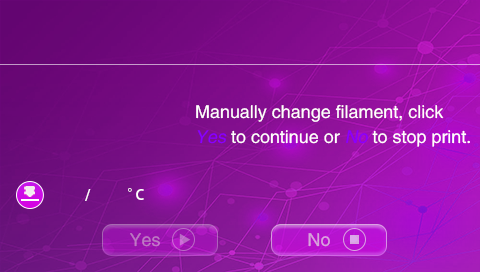 Manually change filament, click
Yes to continue or No to stop print.
/ °C
Yes
No